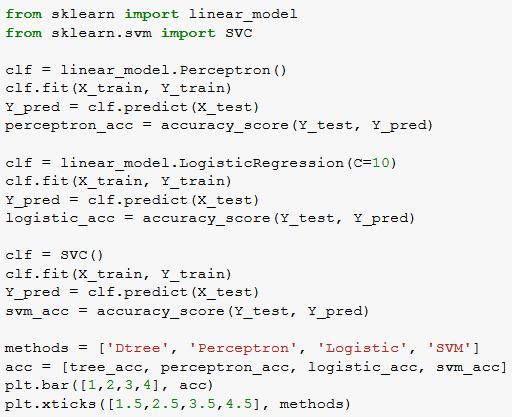 from sklearn import linear_model
from sklearn.svm import SVC
clf = linear_model.Perceptron()
clf.fit(X_train, Y_train)
Y_pred = clf.predict(X_test)
perceptron_acc = accuracy_score(Y_test, Y_pred)
clf = linear_model.LogisticRegression(C=10)
clf.fit(X_train, Y_train)
Y_pred = clf.predict(X_test)
logistic_acc = accuracy_score(Y_test, Y_pred)
clf = SVC()
clf.fit(X_train, Y_train)
Y_pred = clf.predict(X_test)
svm_acc = accuracy_score(Y_test, Y_pred)
methods = ['Dtree', 'Perceptron', 'Logistic', 'SVM']
acc = [tree_acc, perceptron_acc, logistic_acc, svm_acc]
plt.bar([1,2,3,4], acc)
plt.xticks([1.5,2.5,3.5,4.5], methods)